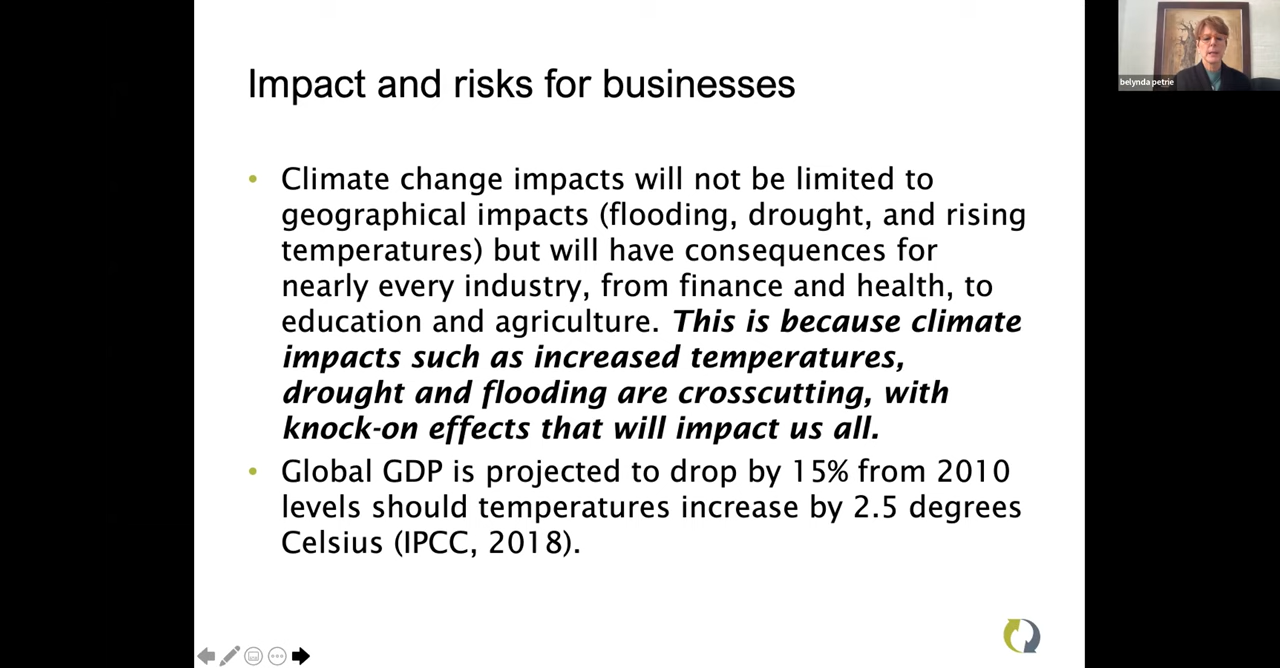 Impact and risks for businesses
• Climate change impacts will not be limited to
geographical impacts (flooding, drought, and rising
temperatures) but will have consequences for
nearly every industry, from finance and health, to
education and agriculture. This is because climate
impacts such as increased temperatures,
drought and flooding are crosscutting, with
knock-on effects that will impact us all.
• Global GDP is projected to drop by 15% from 2010
levels should temperatures increase by 2.5 degrees
Celsius (IPCC, 2018).
belynda petrie